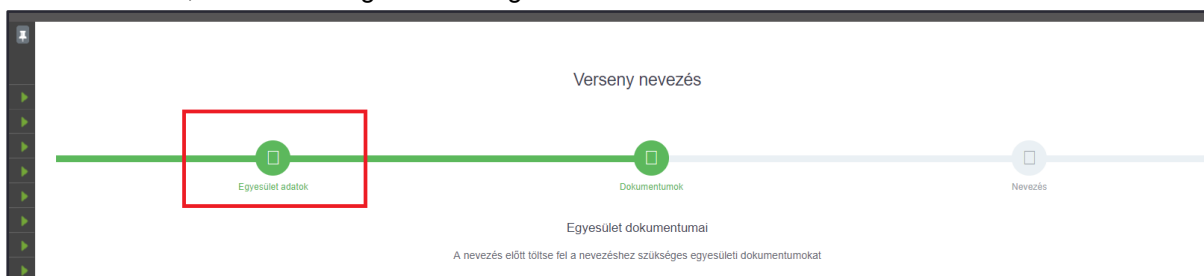 Verseny nevezés
Egyesület adatok
Dokumentumok
Nevezés
Egyesület dokumentumai
A nevezés előtt töltse fel a nevezéshez szükséges egyesületi dokumentumokat